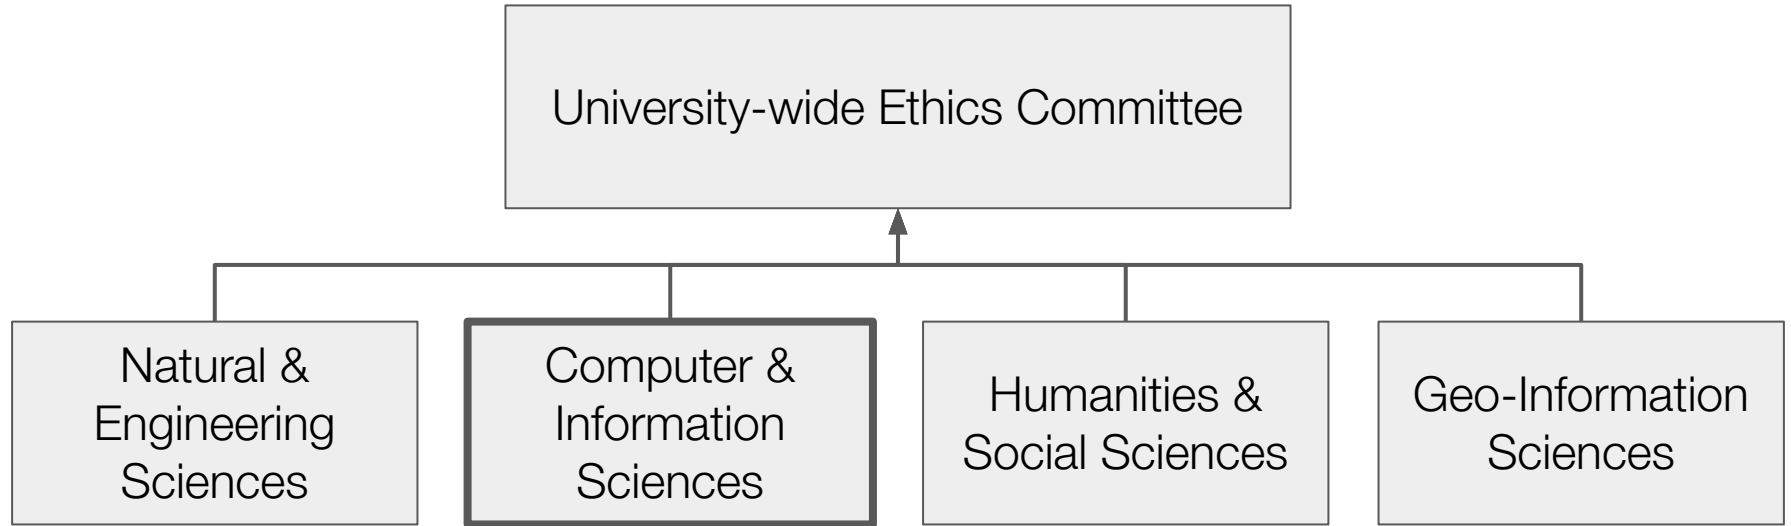 University-wide Ethics Committee
Natural &
Engineering
Sciences
Computer &
Information
Sciences
Humanities &
Social Sciences
Geo-Information
Sciences